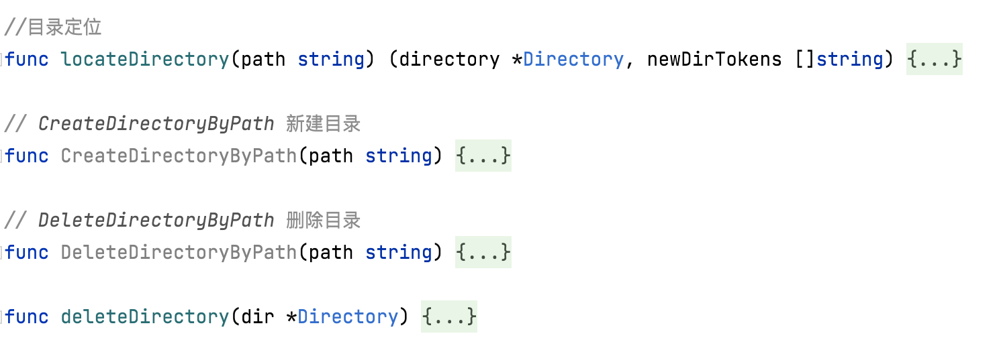 //目录定位
func locateDirectory(path string) (directory *Directory, newDirTokens []string) {...}
// CreateDirectoryByPath 新建目录
func CreateDirectoryByPath(path string) {...}
// DeleteDirectoryByPath 删除目录
func DeleteDirectoryByPath(path string) {...}
func deleteDirectory(dir *Directory) {...}